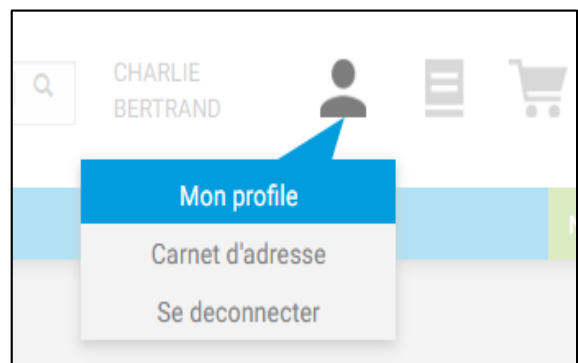 CHARLIE
BERTRAND
Mon profile
Carnet d'adresse
Se deconnecter